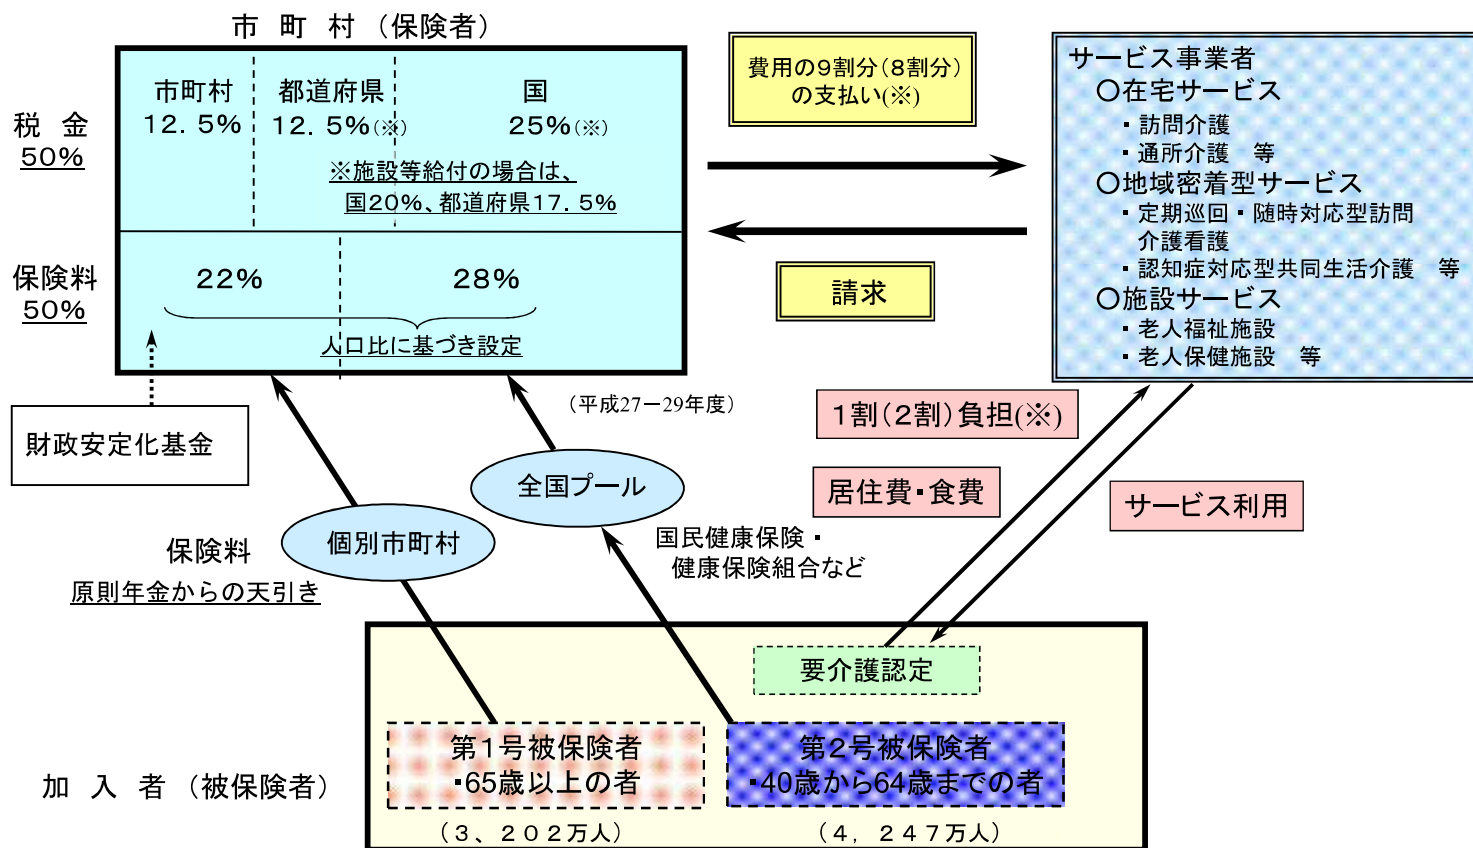 市 町 村 (保険者)
税 金
50%
市町村
12.5%
都道府県
12.5%(※)
国
25%(※)
※施設等給付の場合は、
国20%、都道府県17.5%
保険料
50%
22%
28%
人口比に基づき設定
費用の9割分(8割分)
の支払い(※)
請求
サービス事業者
○在宅サービス
・訪問介護
・通所介護 等
○地域密着型サービス
・定期巡回・随時対応型訪問
介護看護
・認知症対応型共同生活介護 等
○施設サービス
・老人福祉施設
・老人保健施設 等
財政安定化基金
(平成27-29年度)
1割(2割)負担(※)
居住費・食費
サービス利用
全国プール
個別市町村
保険料
原則年金からの天引き
国民健康保険・
健康保険組合など
要介護認定
第1号被保険者
・65歳以上の者
第2号被保険者
・40歳から64歳までの者
加 入 者 (被保険者)
(3、202万人)
(4,247万人)